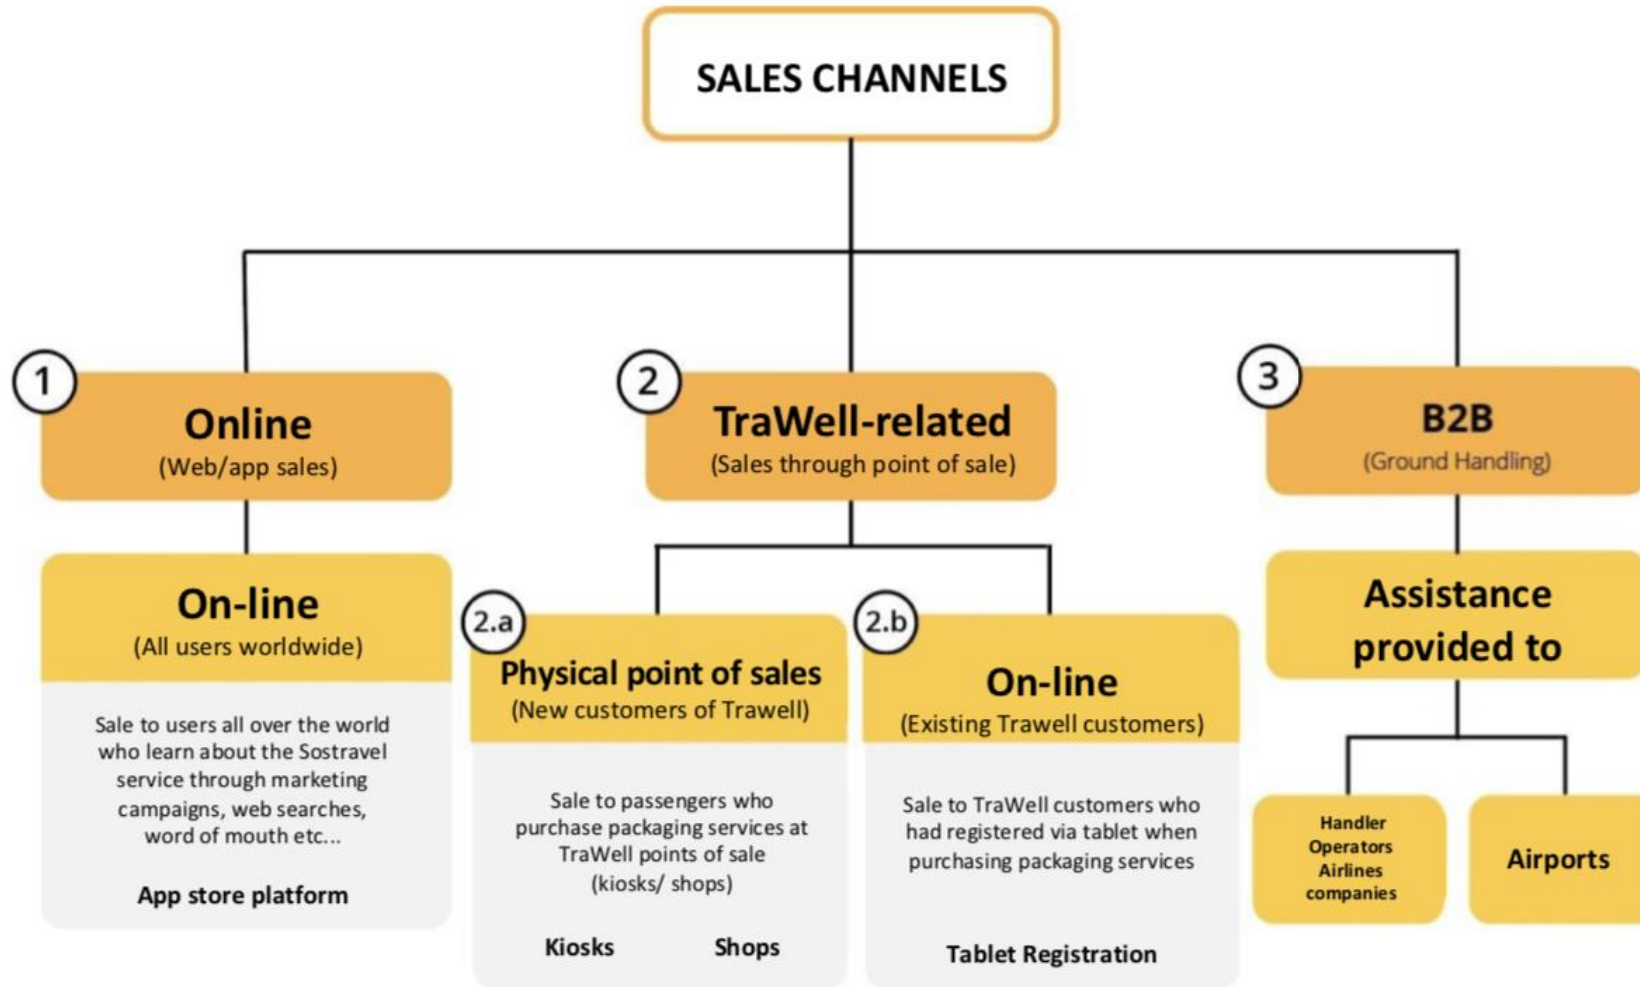 SALES CHANNELS
1
Online
(Web/app sales)
On-line
(All users worldwide)
Sale to users all over the world
who learn about the Sostravel
service through marketing
campaigns, web searches,
word of mouth etc...
App store platform
2
TraWell-related
(Sales through point of sale)
2.a
Physical point of sales
(New customers of Trawell)
Sale to passengers who
purchase packaging services at
TraWell points of sale
(kiosks/ shops)
Kiosks
Shops
2.b
On-line
(Existing Trawell customers)
Sale to TraWell customers who
had registered via tablet when
purchasing packaging services
Tablet Registration
3
B2B
(Ground Handling)
Assistance
provided to
Handler
Operators
Airlines
companies
Airports